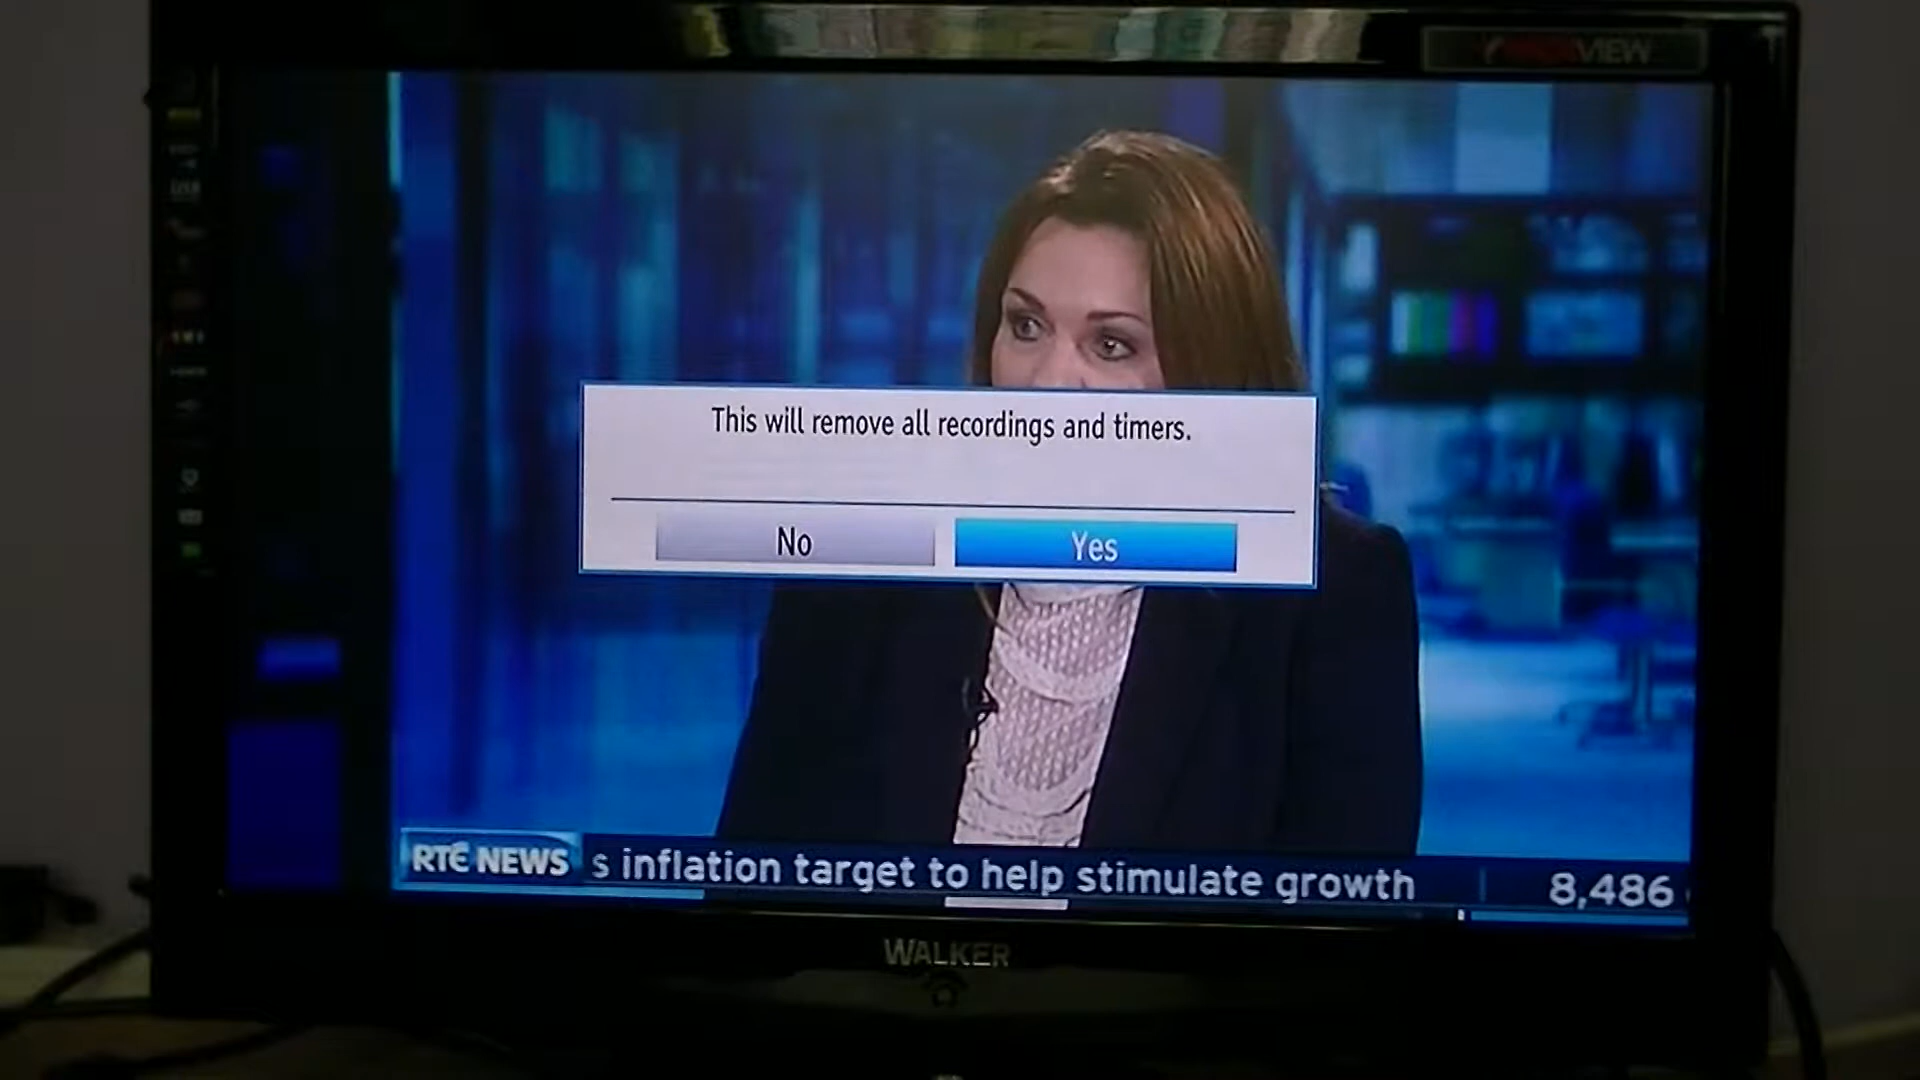 VIEW
This will remove all recordings and timers.
No
Yes
RTÉ NEWS
s inflation target to help stimulate growth
8,486
WALKER